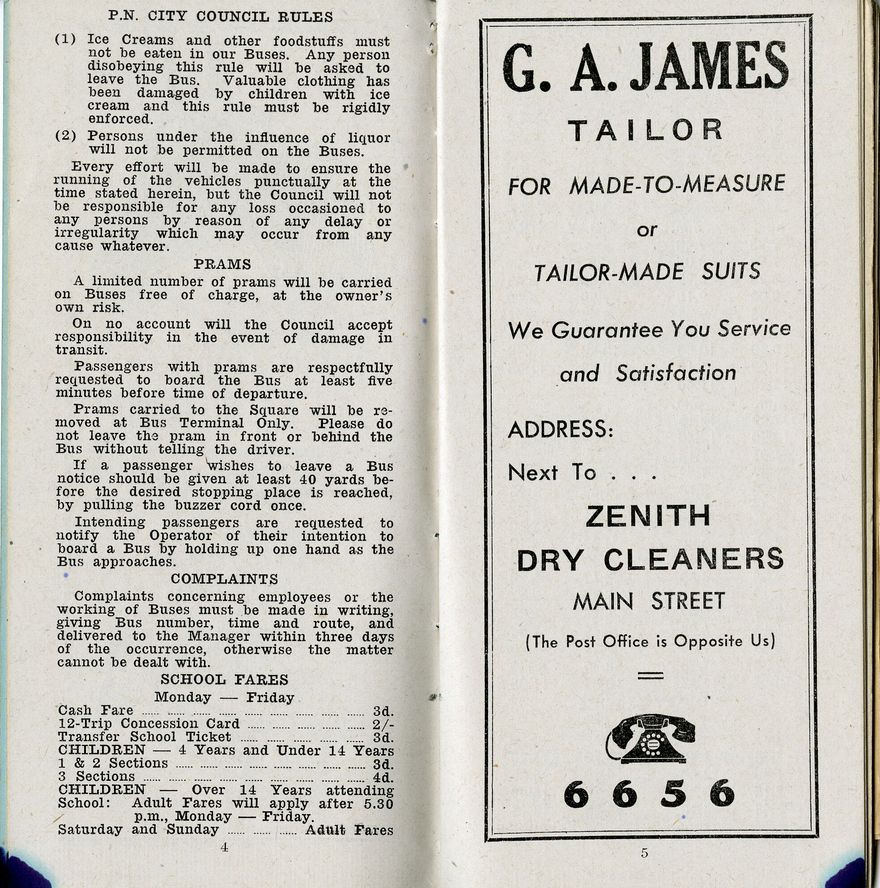 P.N. CITY COUNCIL RULES
(1) Ice Creams and other foodstuffs must
not be eaten in our Buses. Any person
disobeying this rule will be asked to
leave the Bus. Valuable clothing has
been damaged by children with ice
cream and this rule must be rigidly
enforced.
(2) Persons under the influence of liquor
will not be permitted on the Buses.
Every effort will be made to ensure the
running of the vehicles punctually at the
time stated herein, but the Council will not
be responsible for any loss occasioned to
any persons by reason of any delay or
irregularity which may occur from any
cause whatever.
PRAMS
A limited number of prams will be carried
on Buses free of charge, at the owner's
own risk.
On no account will the Council accept
responsibility in the event of damage in
transit.
Passengers with prams are respectfully
requested to board the Bus at least five
minutes before time of departure.
Prams carried to the Square will be re-
moved at Bus Terminal Only. Please do
not leave the pram in front or behind the
Bus without telling the driver.
If a passenger wishes to leave a Bus
notice should be given at least 40 yards be-
fore the desired stopping place is reached,
by pulling the buzzer cord once.
Intending passengers are requested to
notify the Operator of their intention to
board a Bus by holding up one hand as the
Bus approaches.
COMPLAINTS
Complaints concerning employees or the
working of Buses must be made in writing,
giving Bus number, time and route, and
delivered to the Manager within three days
of the occurrence, otherwise the matter
cannot be dealt with.
SCHOOL FARES
Monday — Friday
Cash Fare ...... ...... ...... ...... ...... ...... 3d.
12-Trip Concession Card ...... ...... ...... ...... 2/-
Transfer School Ticket ...... ...... ...... ...... 3d.
CHILDREN — 4 Years and Under 14 Years
1 & 2 Sections ...... ...... ...... ...... ...... 3d.
3 Sections ...... ...... ...... ...... ...... ...... 4d.
CHILDREN — Over 14 Years attending
School: Adult Fares will apply after 5.30
p.m., Monday — Friday.
Saturday and Sunday ...... ...... ...... Adult Fares
4
G. A. JAMES
TAILOR
FOR MADE-TO-MEASURE
or
TAILOR-MADE SUITS
We Guarantee You Service
and Satisfaction
ADDRESS:
Next To . . .
ZENITH
DRY CLEANERS
MAIN STREET
(The Post Office is Opposite Us)
6656
5